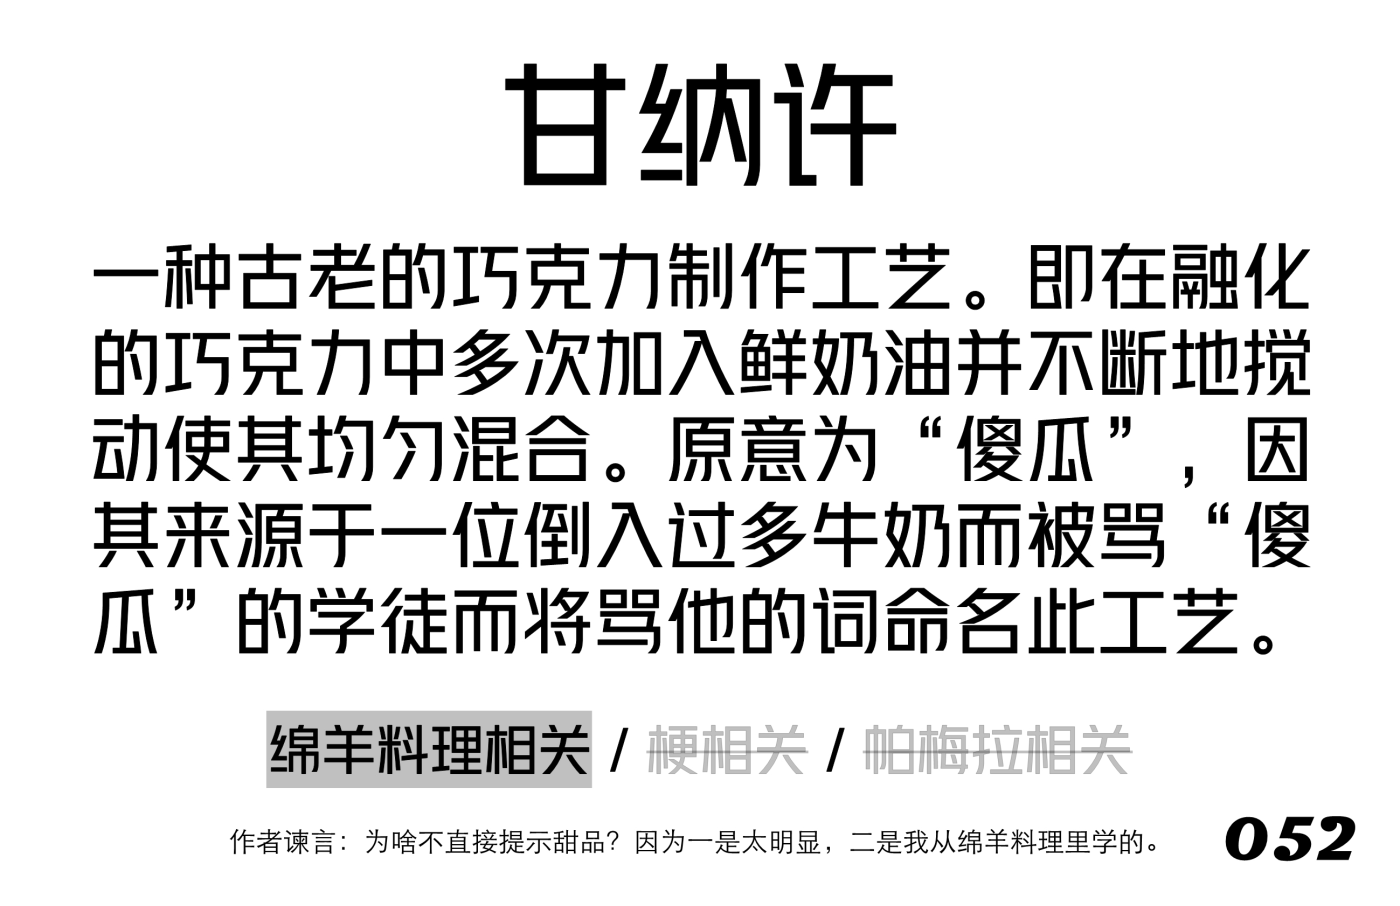 甘纳许
一种古老的巧克力制作工艺。即在融化
的巧克力中多次加入鲜奶油并不断地搅
动使其均匀混合。原意为“傻瓜”，因
其来源于一位倒入过多牛奶而被骂“傻
瓜”的学徒而将骂他的词命名此工艺。
绵羊料理相关 / 梗相关 / 帕梅拉相关
作者谏言：为啥不直接提示甜品？因为一是太明显，二是我从绵羊料理里学的。
052